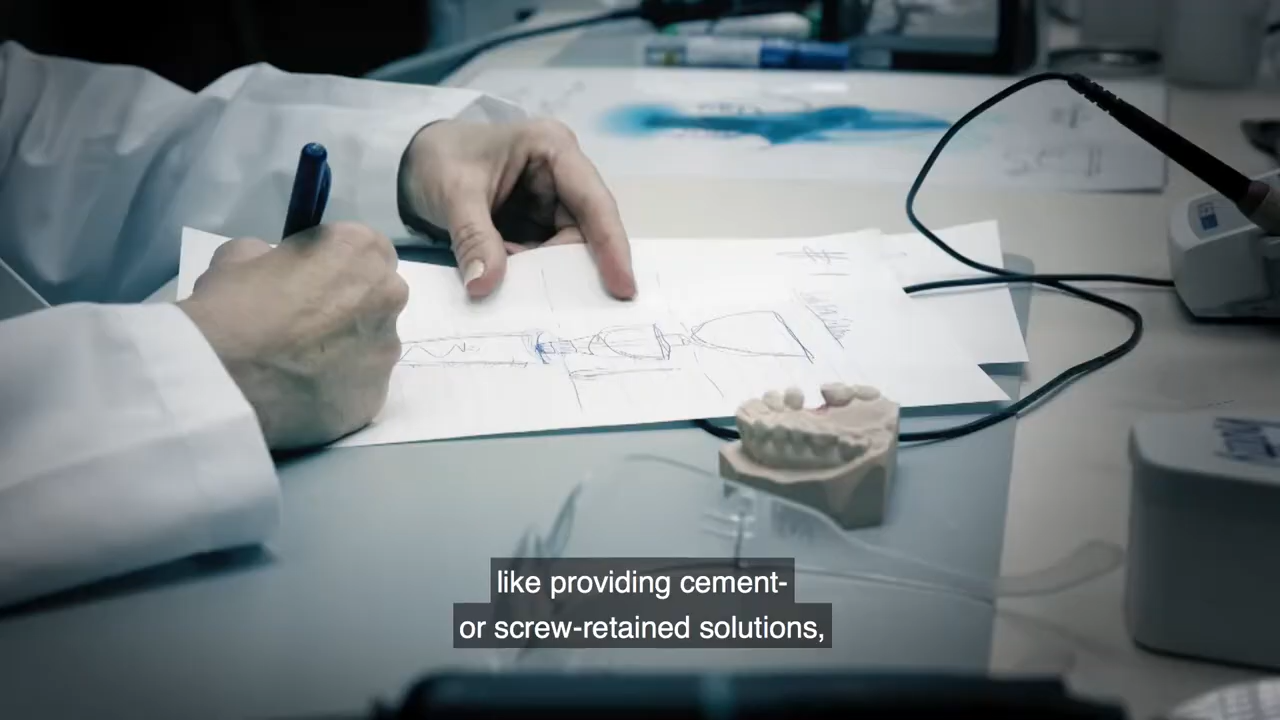 like providing cement-
or screw-retained solutions,